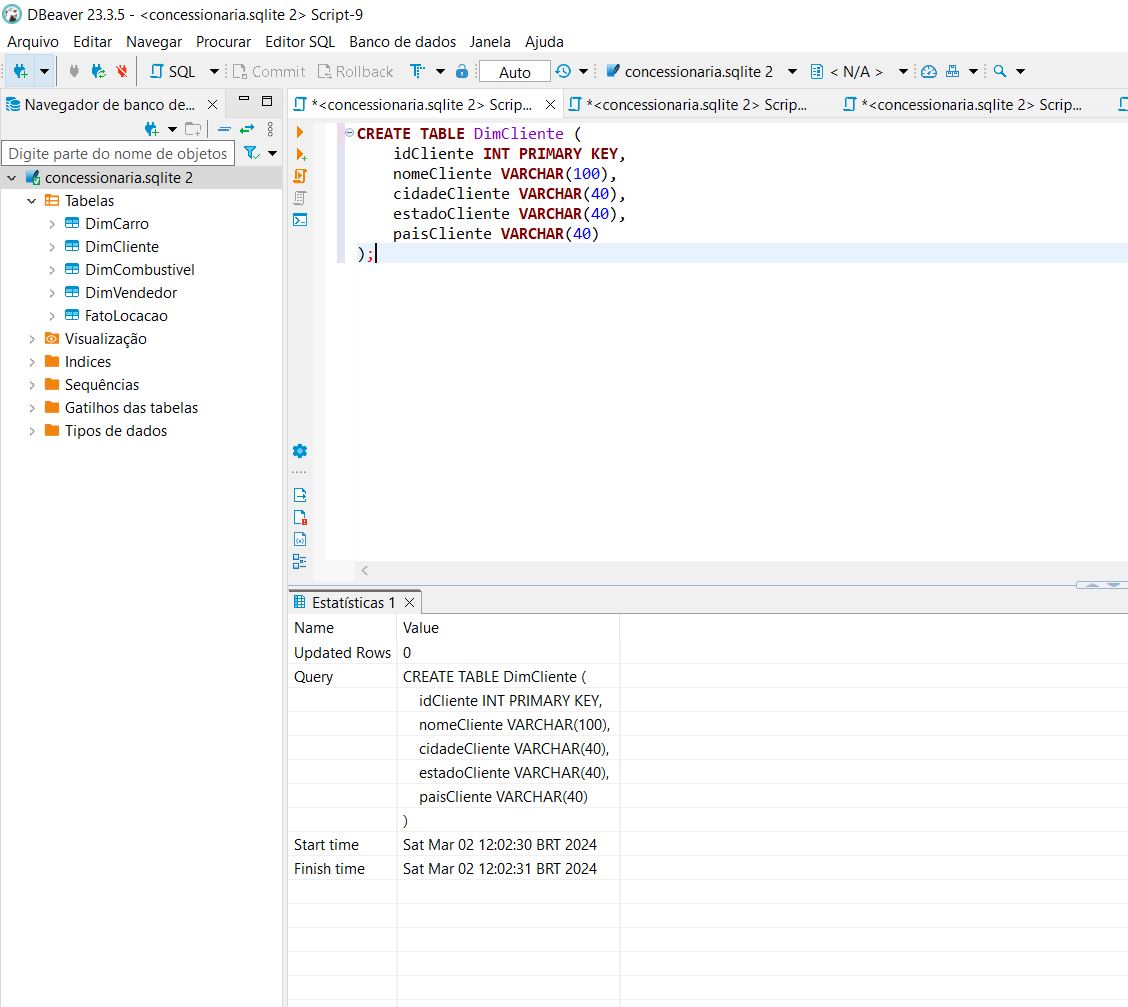 DBeaver 23.3.5 - <concessionaria.sqlite 2> Script-9
Arquivo Editar Navegar Procurar Editor SQL Banco de dados Janela Ajuda
SQL Commit Rollback Auto concessionaria.sqlite 2 < N/A >
Navegador de banco de...
Digite parte do nome de objetos
concessionaria.sqlite 2
Tabelas
DimCarro
DimCliente
DimCombustivel
DimVendedor
FatoLocacao
Visualização
Indices
Sequências
Gatilhos das tabelas
Tipos de dados
*<concessionaria.sqlite 2> Scrip... *<concessionaria.sqlite 2> Scrip... *<concessionaria.sqlite 2> Scrip...
CREATE TABLE DimCliente (
idCliente INT PRIMARY KEY,
nomeCliente VARCHAR(100),
cidadeCliente VARCHAR(40),
estadoCliente VARCHAR(40),
paisCliente VARCHAR(40)
);
Estatísticas 1
Name Value
Updated Rows 0
Query CREATE TABLE DimCliente (
idCliente INT PRIMARY KEY,
nomeCliente VARCHAR(100),
cidadeCliente VARCHAR(40),
estadoCliente VARCHAR(40),
paisCliente VARCHAR(40)
)
Start time Sat Mar 02 12:02:30 BRT 2024
Finish time Sat Mar 02 12:02:31 BRT 2024